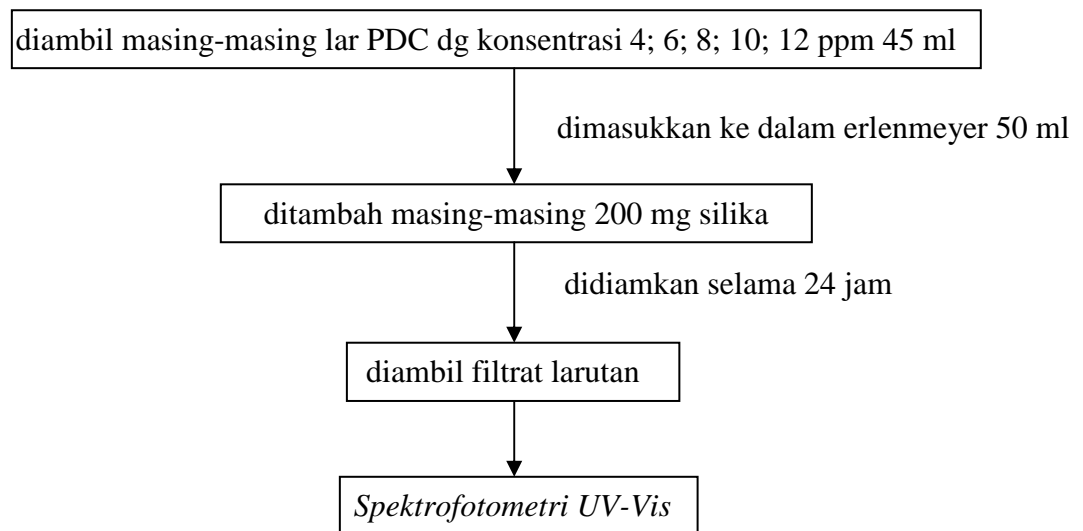 diambil masing-masing lar PDC dg konsentrasi 4; 6; 8; 10; 12 ppm 45 ml
dimasukkan ke dalam erlenmeyer 50 ml
ditambah masing-masing 200 mg silika
didiamkan selama 24 jam
diambil filtrat larutan
Spektrofotometri UV-Vis